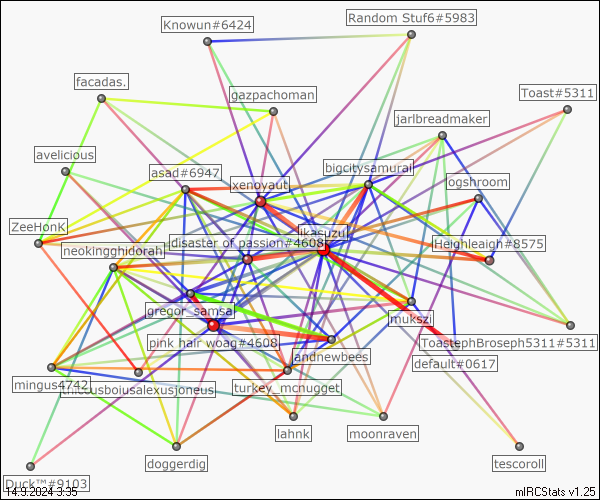 Knowun#6424
Random Stuf6#5983
facadas.
gazpachoman
Toast#5311
jarlbreadmaker
avelicious
asad#6947
xenoyaut
bigcitysamurai
ogshroom
ZeeHonK
neokingghidorah
disaster of passion#4608
ikasuzu
Heighleaigh#8575
gregor_samsa
mukszi
pink hair woag#4608
andnewbees
ToastephBroseph5311#5311
default#0617
mingus4742
turkey_mcnugget
lahnk
moonraven
doggerdig
tescoroll
Duck™#9103
14.9.2024 3:35
mIRCStats v1.25